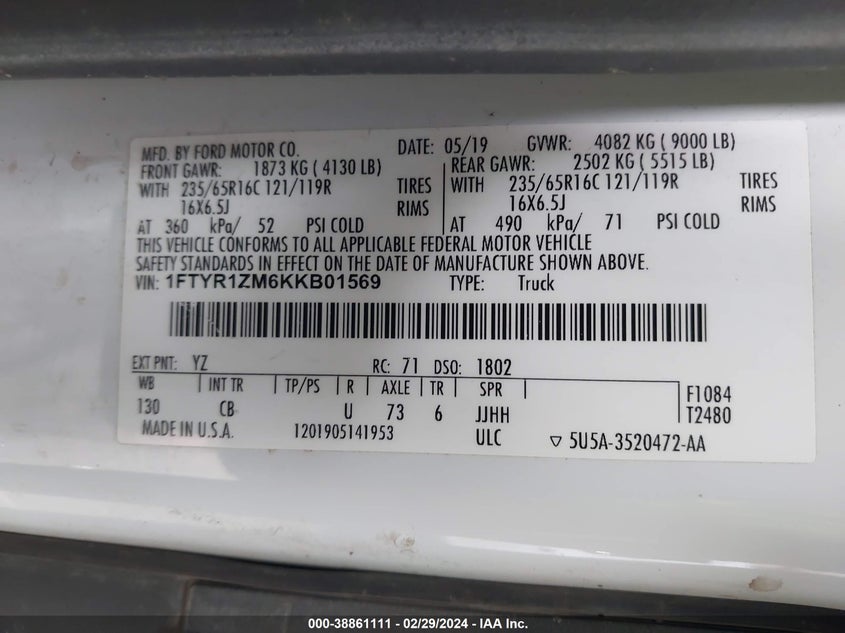 MFD. BY FORD MOTOR CO. DATE: 05/19 GVWR: 4082 KG ( 9000 LB)
FRONT GAWR: 1873 KG ( 4130 LB) REAR GAWR: 2502 KG ( 5515 LB)
WITH 235/65R16C 121/119R TIRES WITH 235/65R16C 121/119R TIRES
16X6.5J RIMS 16X6.5J RIMS
AT 360 kPa/ 52 PSI COLD AT 490 kPa/ 71 PSI COLD
THIS VEHICLE CONFORMS TO ALL APPLICABLE FEDERAL MOTOR VEHICLE
SAFETY STANDARDS IN EFFECT ON THE DATE OF MANUFACTURE SHOWN ABOVE.
VIN: 1FTYR1ZM6KKB01569 TYPE: Truck
EXT PNT: YZ RC: 71 DSO: 1802
WB INT TR TP/PS R AXLE TR SPR F1084
130 CB U 73 6 JJHH T2480
MADE IN U.S.A. 1201905141953 ULC ▽ 5U5A-3520472-AA
000-38861111 - 02/29/2024 - IAA Inc.